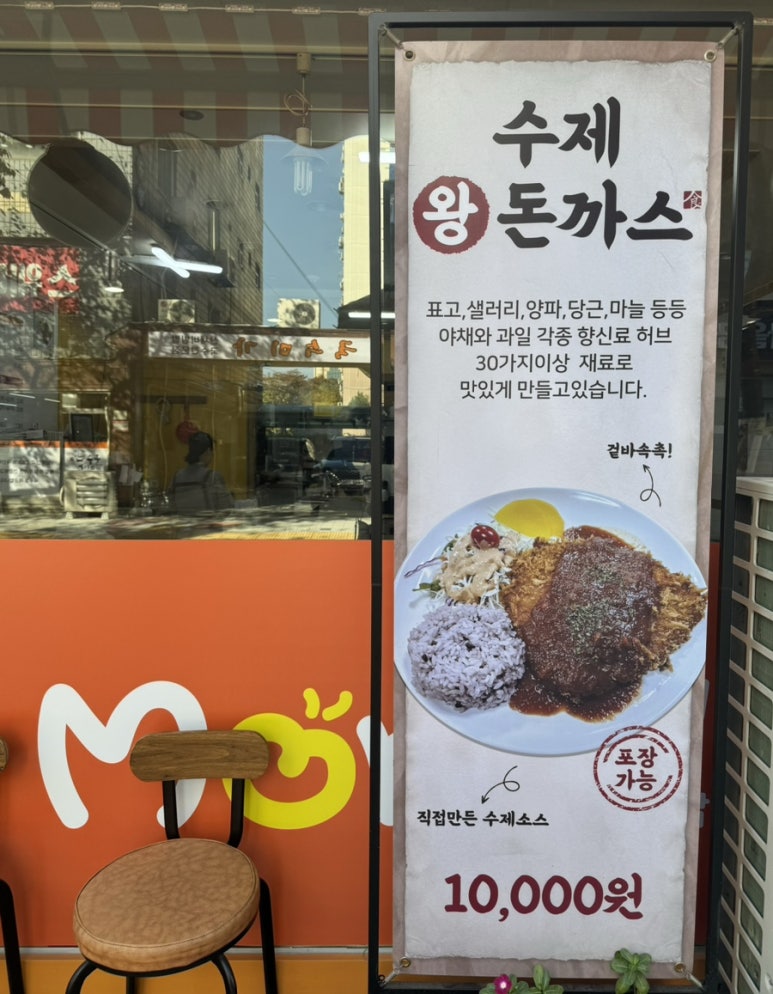 수제
왕 돈까스
食
표고,샐러리,양파,당근,마늘 등등
야채와 과일 각종 향신료 허브
30가지이상 재료로
맛있게 만들고있습니다.
겉바속촉!
포장
가능
직접만든 수제소스
10,000원